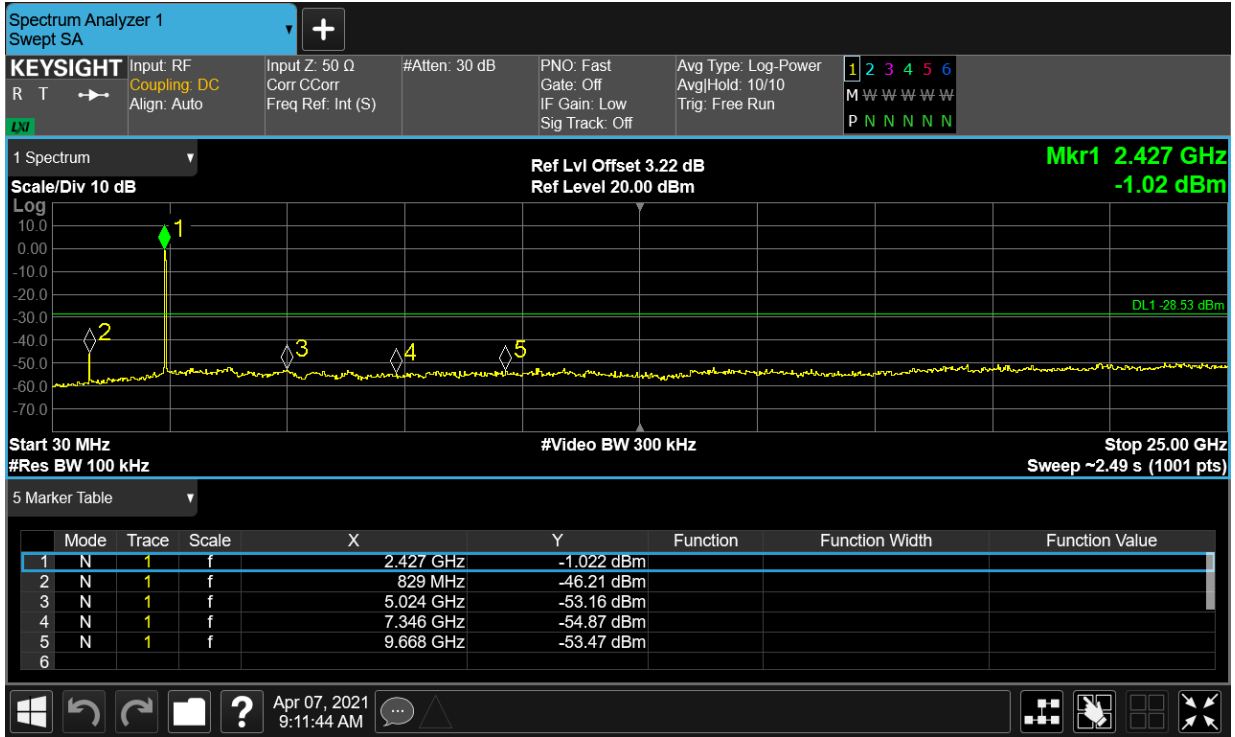 Spectrum Analyzer 1
Swept SA
+
KEYSIGHT Input: RF Input Z: 50 Ω #Atten: 30 dB PNO: Fast Avg Type: Log-Power 1 2 3 4 5 6
R T Coupling: DC Corr CCorr Gate: Off Avg|Hold: 10/10 M W W W W W
Align: Auto Freq Ref: Int (S) IF Gain: Low Trig: Free Run
LXI Sig Track: Off P N N N N N
1 Spectrum Ref Lvl Offset 3.22 dB Mkr1 2.427 GHz
Scale/Div 10 dB Ref Level 20.00 dBm -1.02 dBm
Log
10.0 1
0.00
-10.0
-20.0
DL1 -28.53 dBm
-30.0
2
-40.0
3 4 5
-50.0
-60.0
-70.0
Start 30 MHz #Video BW 300 kHz Stop 25.00 GHz
#Res BW 100 kHz Sweep ~2.49 s (1001 pts)
5 Marker Table
Mode Trace Scale X Y Function Function Width Function Value
1 N 1 f 2.427 GHz -1.022 dBm
2 N 1 f 829 MHz -46.21 dBm
3 N 1 f 5.024 GHz -53.16 dBm
4 N 1 f 7.346 GHz -54.87 dBm
5 N 1 f 9.668 GHz -53.47 dBm
6
? Apr 07, 2021
9:11:44 AM